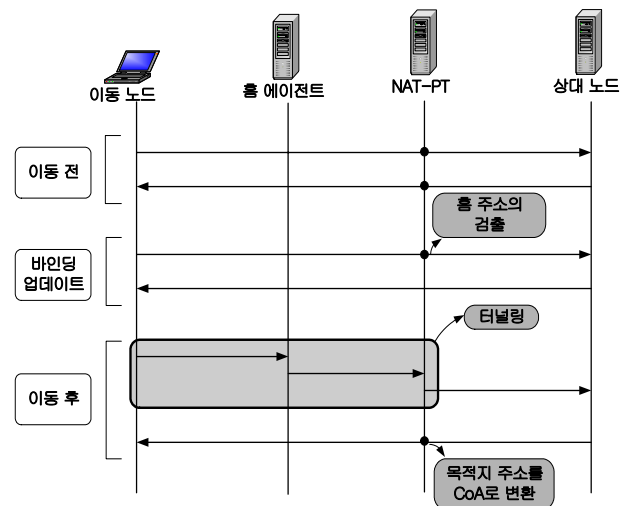 이동 노드
홈 에이전트
NAT-PT
상대 노드
이동 전
홈 주소의
검출
바인딩
업데이트
터널링
이동 후
목적지 주소를
CoA로 변환